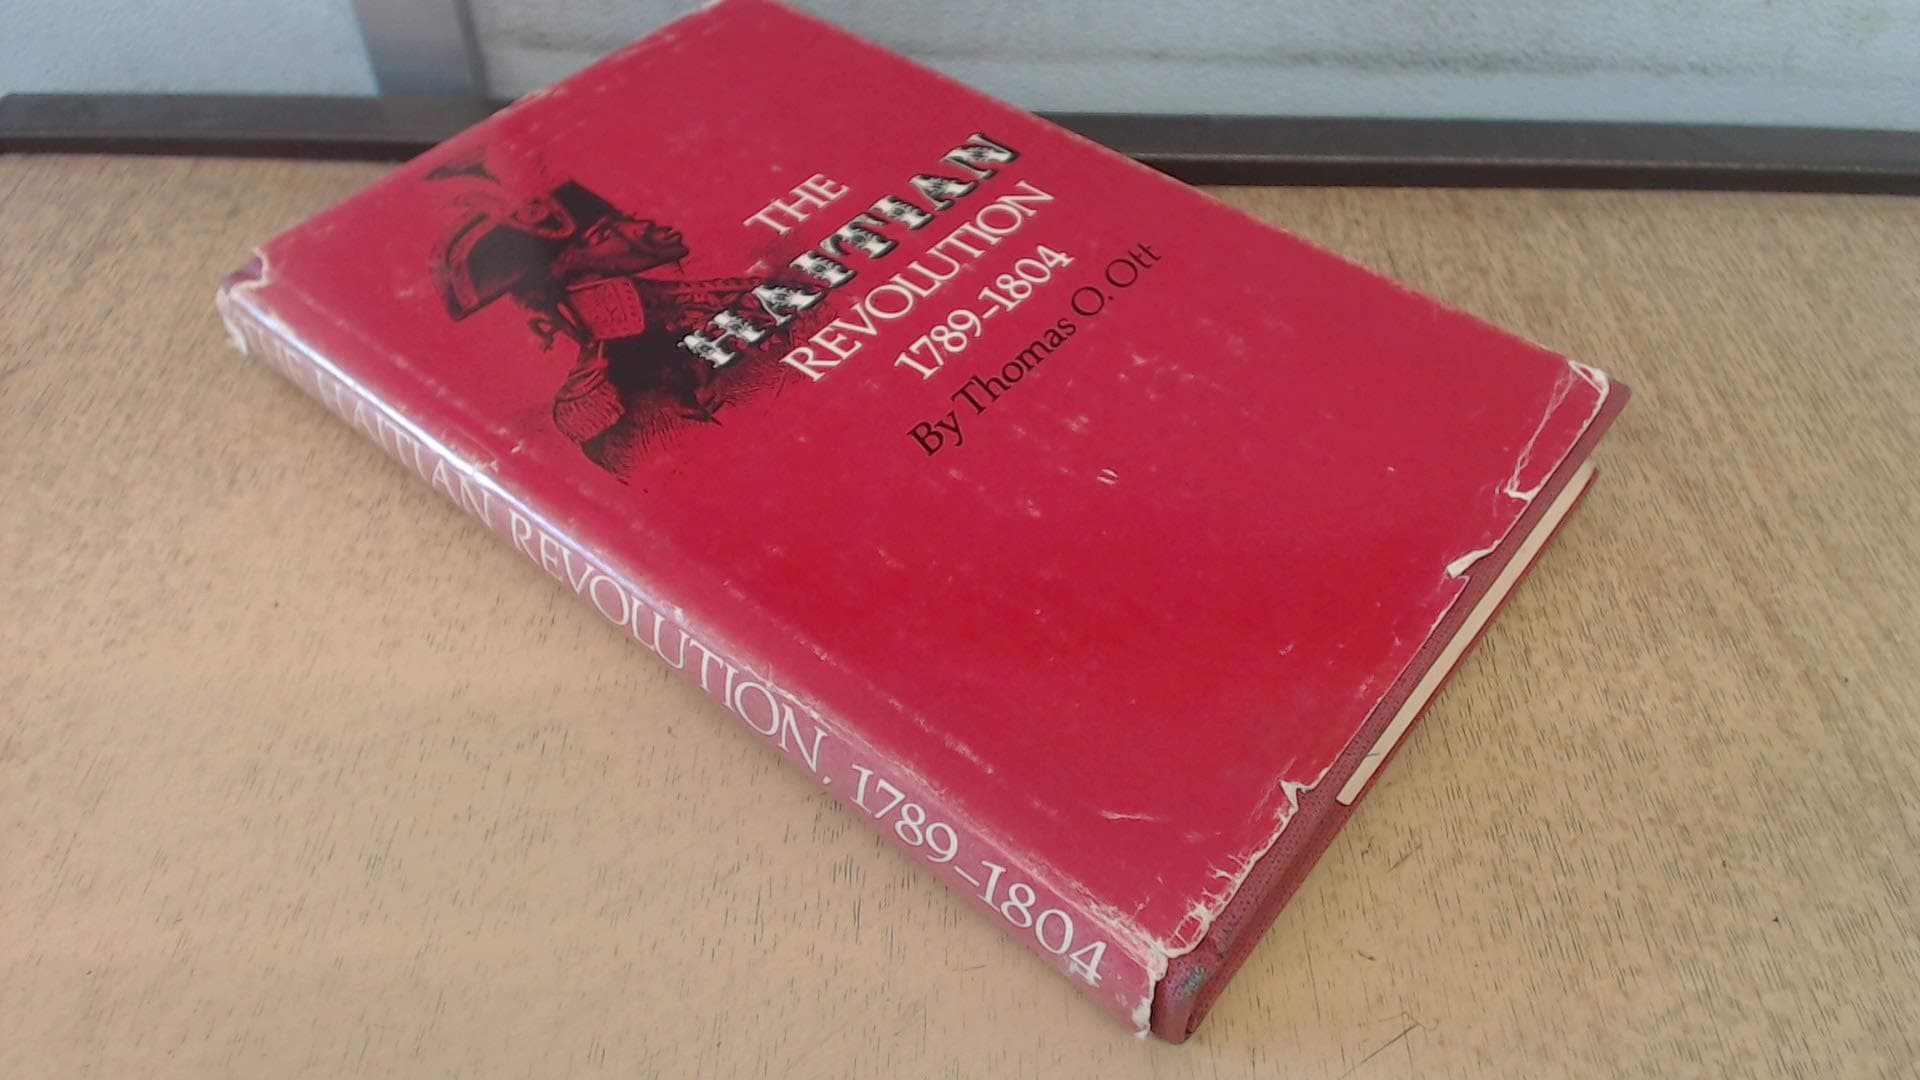 THE
HAITIAN
REVOLUTION
1789–1804
By Thomas O. Ott
THE HAITIAN REVOLUTION, 1789–1804